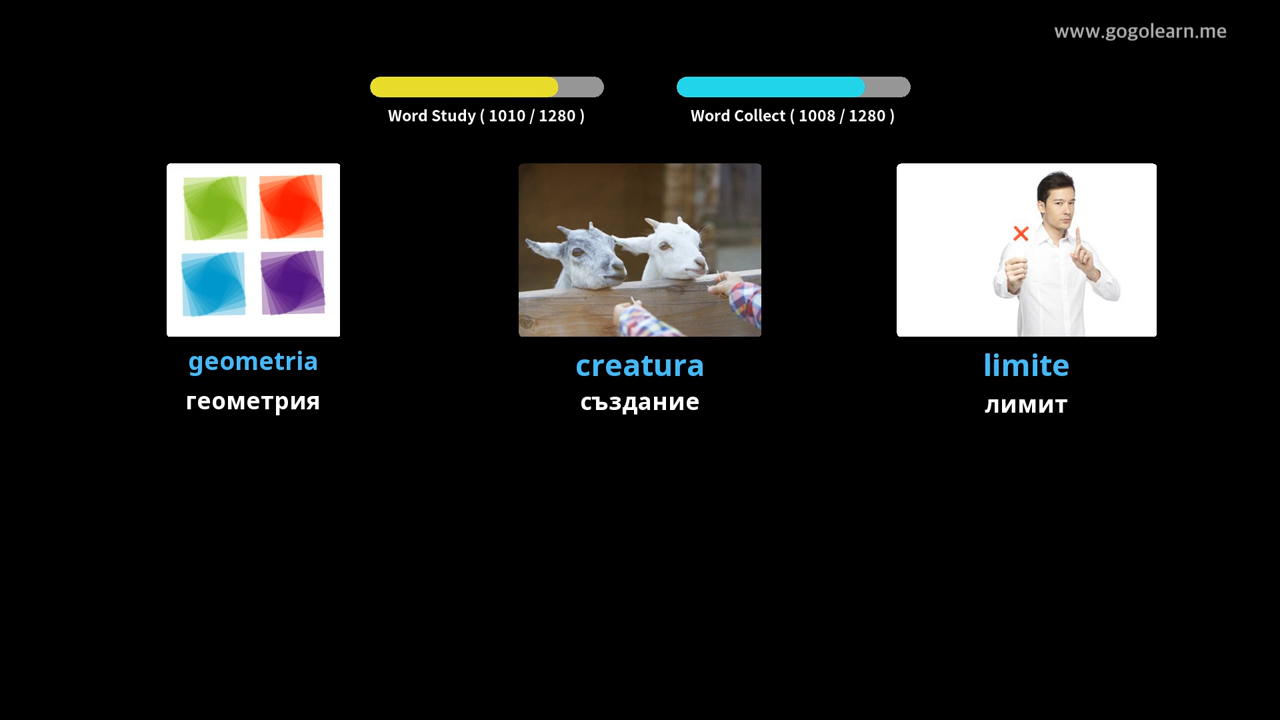 www.gogolearn.me
Word Study ( 1010 / 1280 )
Word Collect ( 1008 / 1280 )
geometria
геометрия
creatura
създание
limite
лимит